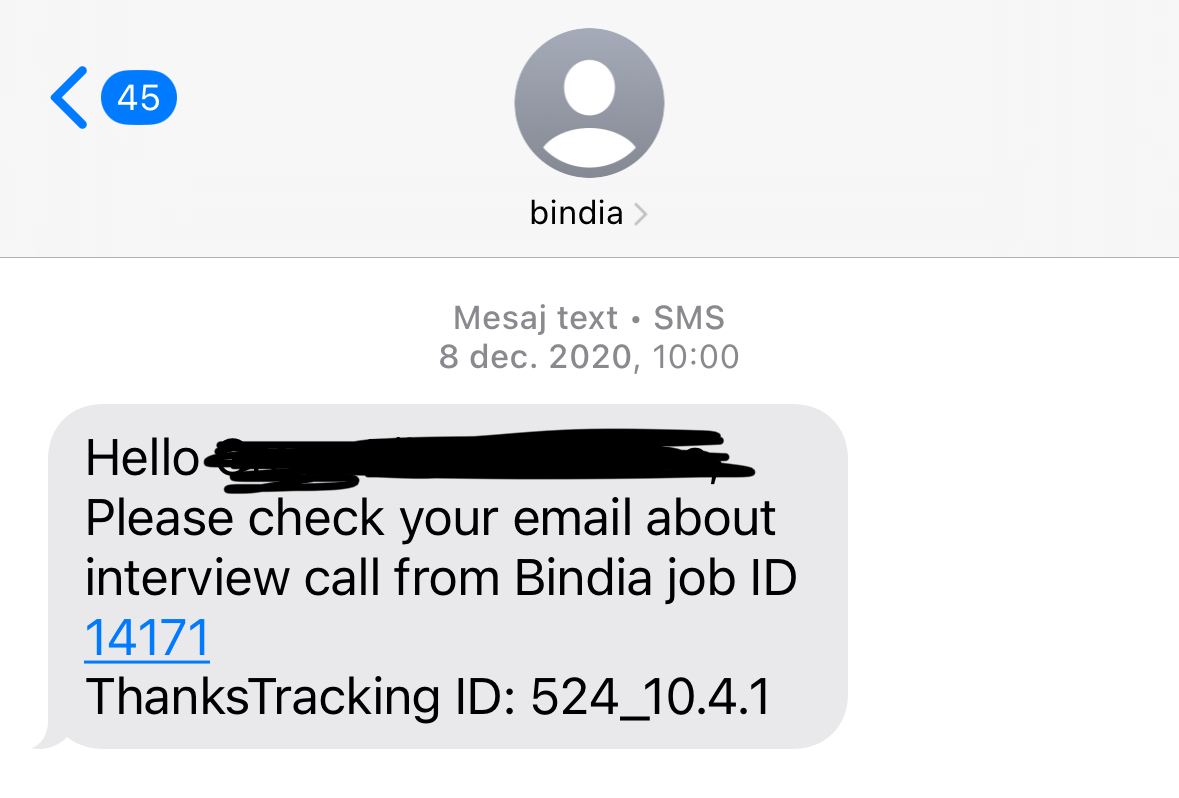 45
bindia
Mesaj text • SMS
8 dec. 2020, 10:00
Hello
Please check your email about
interview call from Bindia job ID
14171
ThanksTracking ID: 524_10.4.1